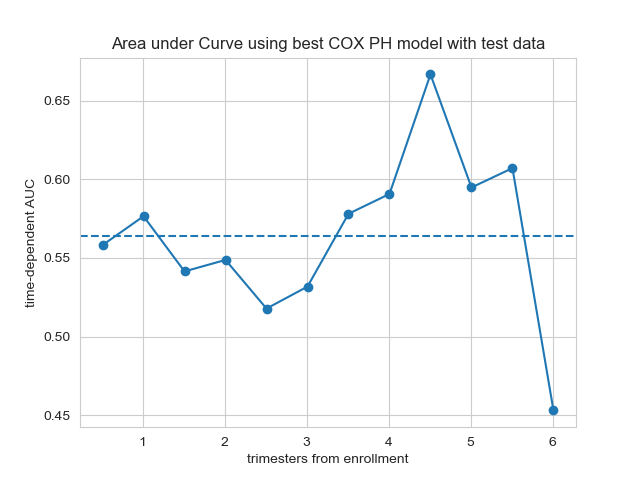 Area under Curve using best COX PH model with test data
time-dependent AUC
0.65
0.60
0.55
0.50
0.45
1 2 3 4 5 6
trimesters from enrollment